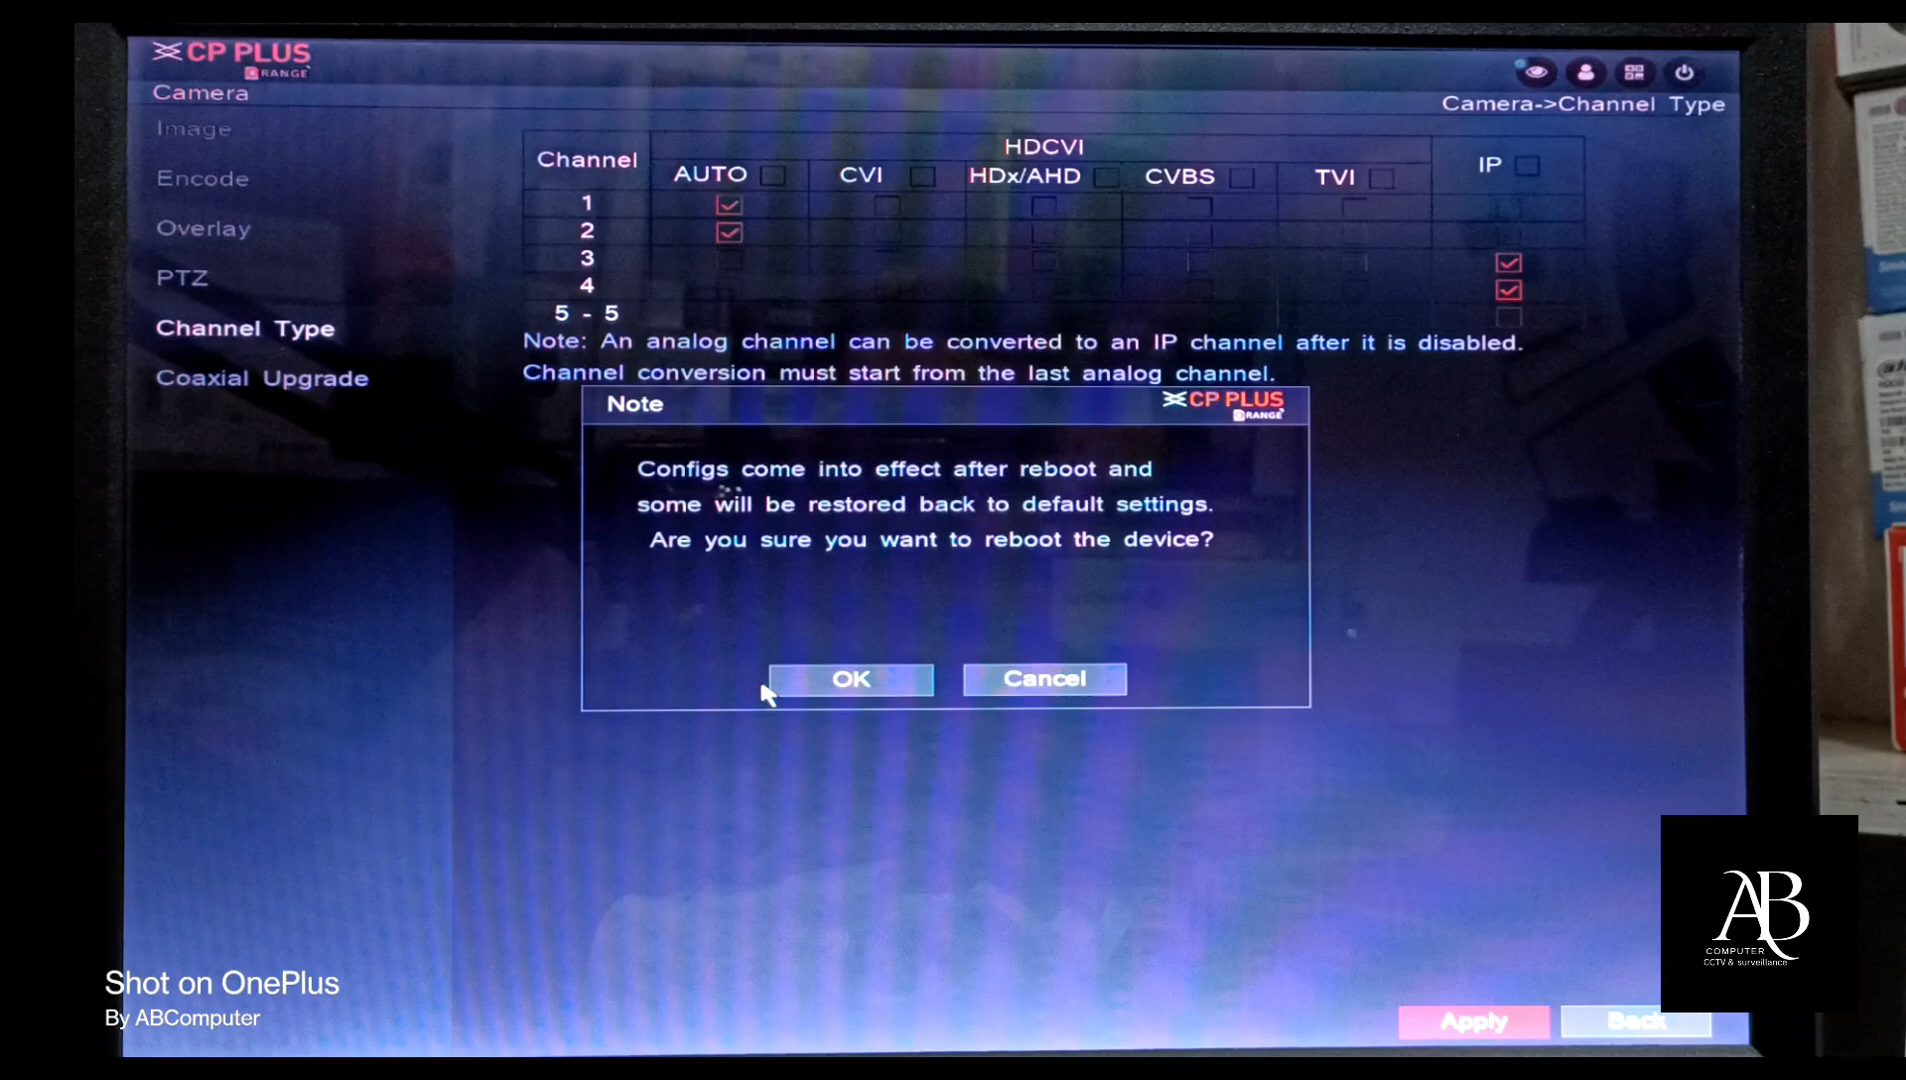 CP PLUS
ORANGE
Camera
Camera->Channel Type
Image
Encode
Overlay
PTZ
Channel Type
Coaxial Upgrade
Channel
HDCVI
IP
AUTO
CVI
HDx/AHD
CVBS
TVI
1
2
3
4
5 - 5
Note: An analog channel can be converted to an IP channel after it is disabled.
Channel conversion must start from the last analog channel.
Note
CP PLUS
ORANGE
Configs come into effect after reboot and
some will be restored back to default settings.
Are you sure you want to reboot the device?
OK
Cancel
Apply
Back
Shot on OnePlus
By ABComputer
AB
COMPUTER
CCTV & surveillance